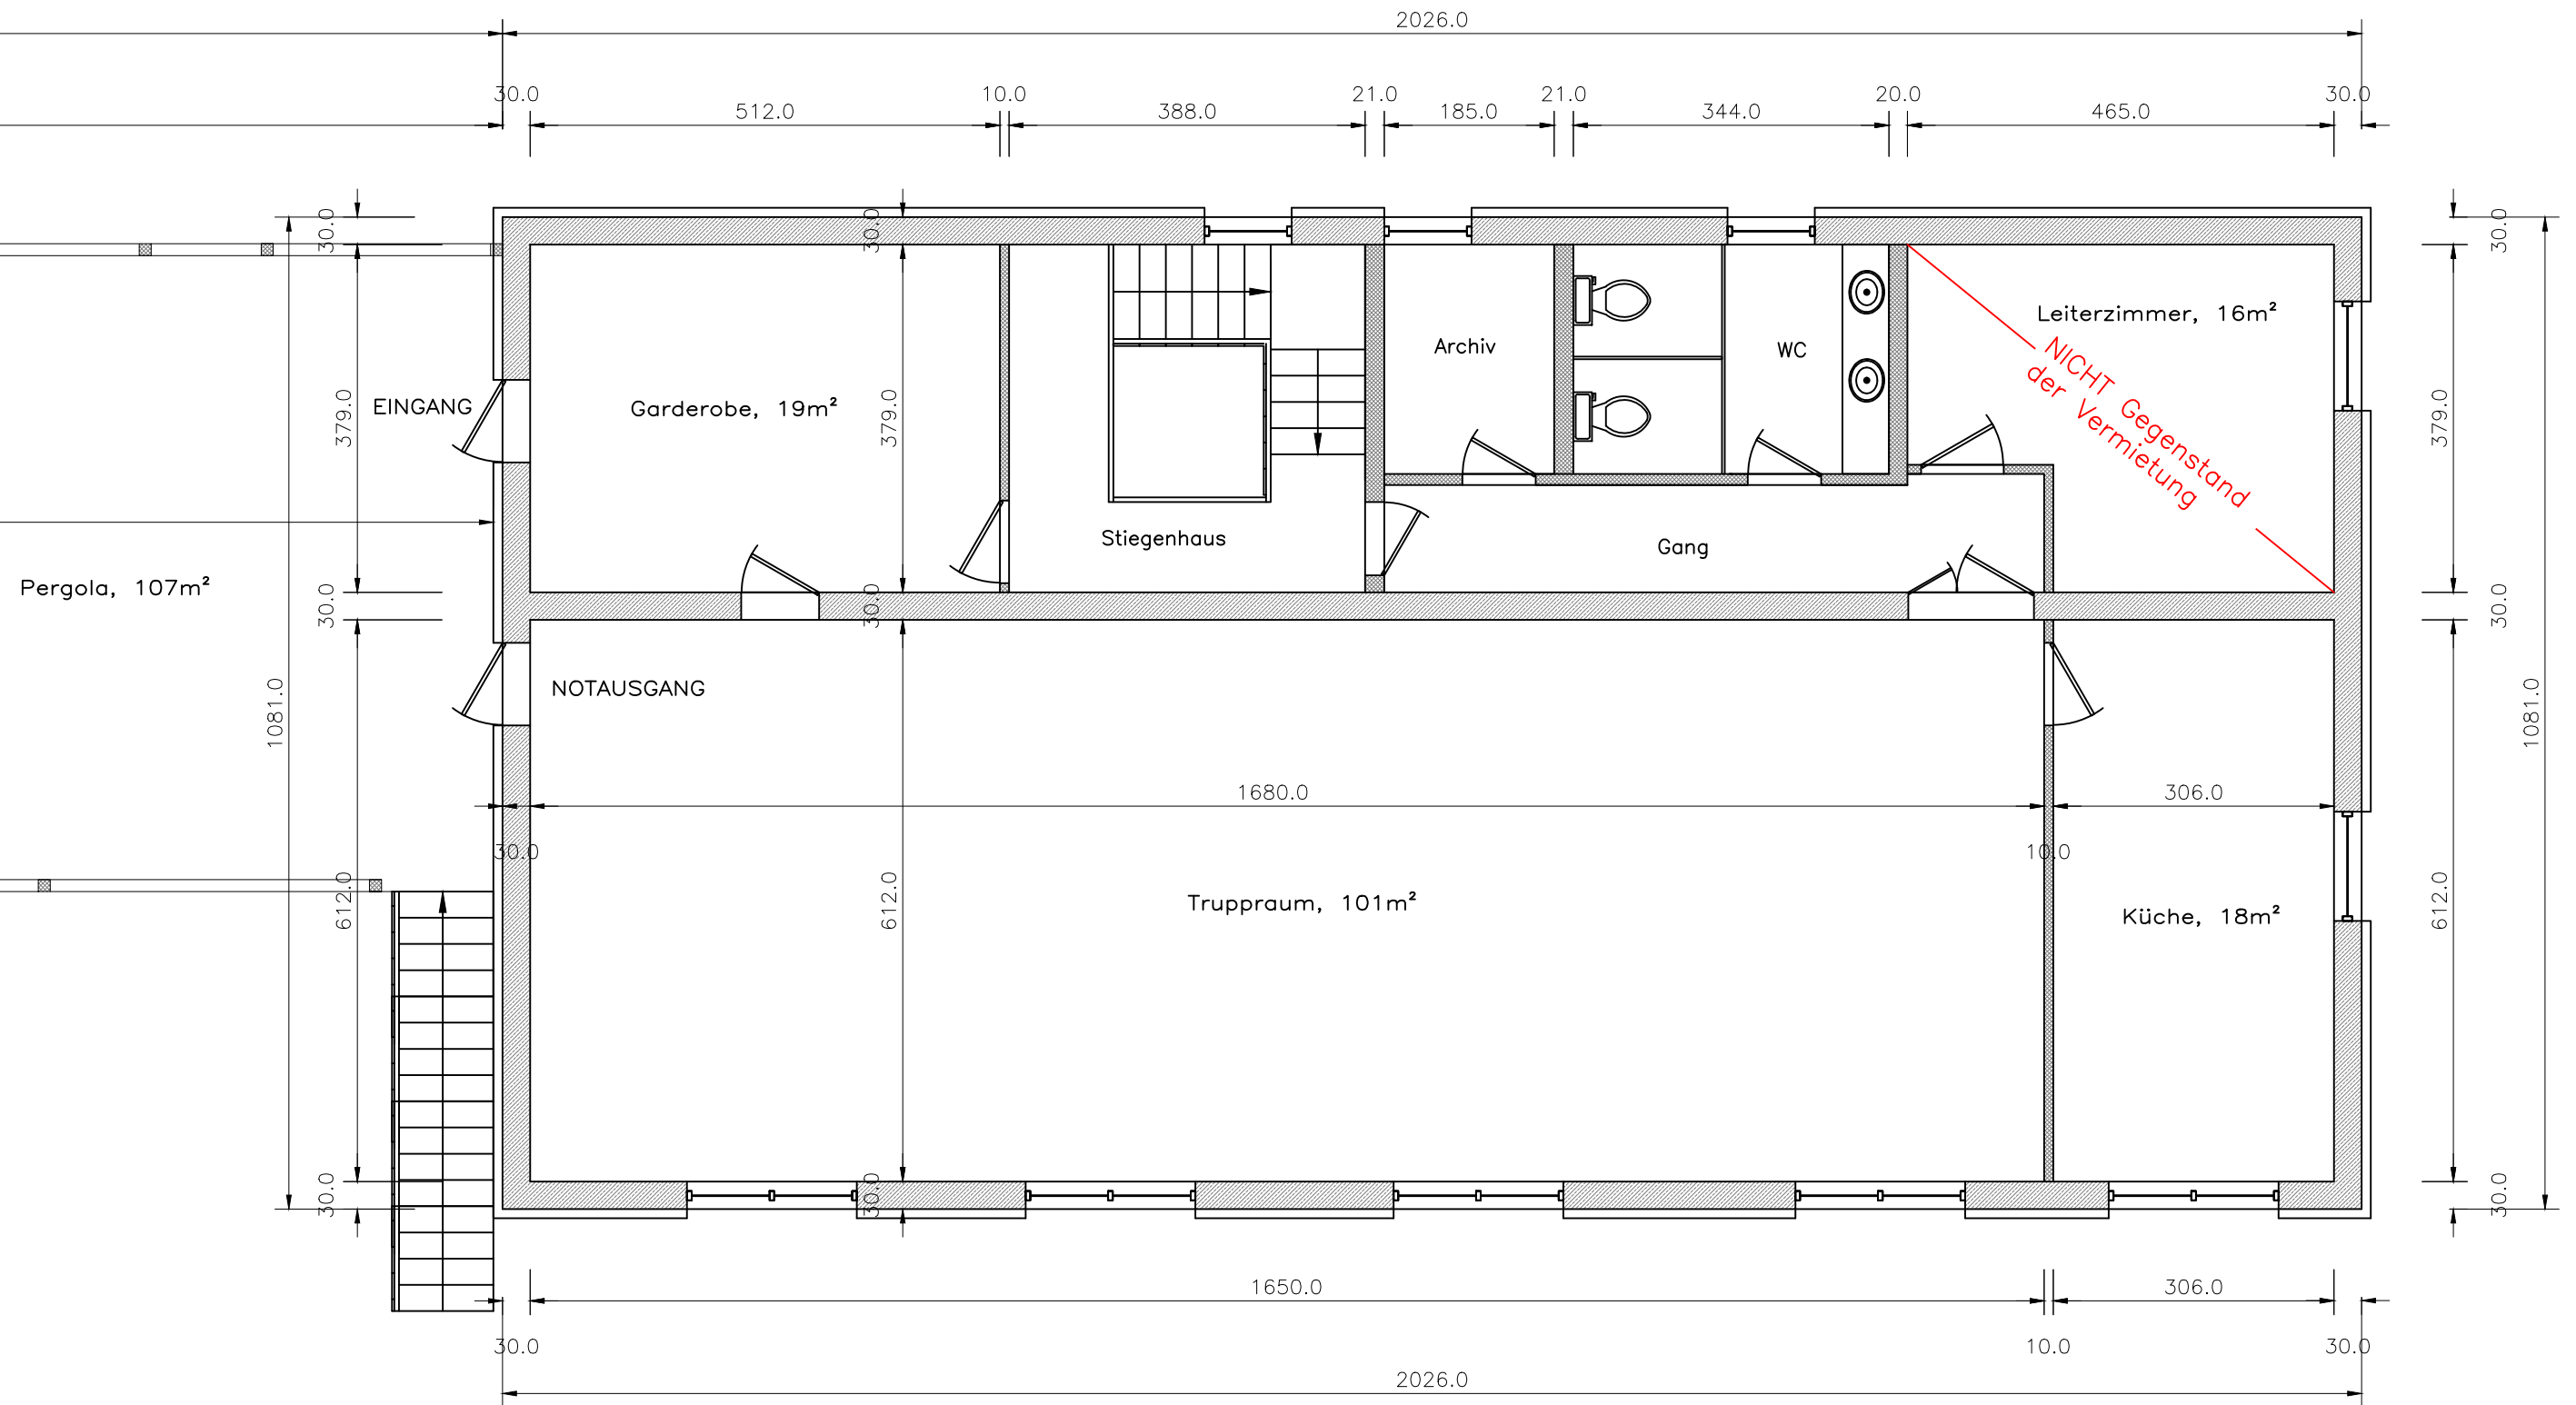 2026.0
30.0 10.0 21.0 21.0 20.0 30.0
512.0 388.0 185.0 344.0 465.0
30.0 30.0 30.0
Leiterzimmer, 16m²
NICHT Gegenstand
der Vermietung
Archiv
WC
EINGANG
Garderobe, 19m²
379.0 379.0 379.0
Stiegenhaus
Gang
Pergola, 107m²
30.0 30.0 30.0
NOTAUSGANG
1081.0 1081.0
1680.0 306.0
30.0 10.0
612.0 612.0 612.0
Truppraum, 101m²
Küche, 18m²
30.0 30.0 30.0
1650.0 306.0
30.0 10.0 30.0
2026.0